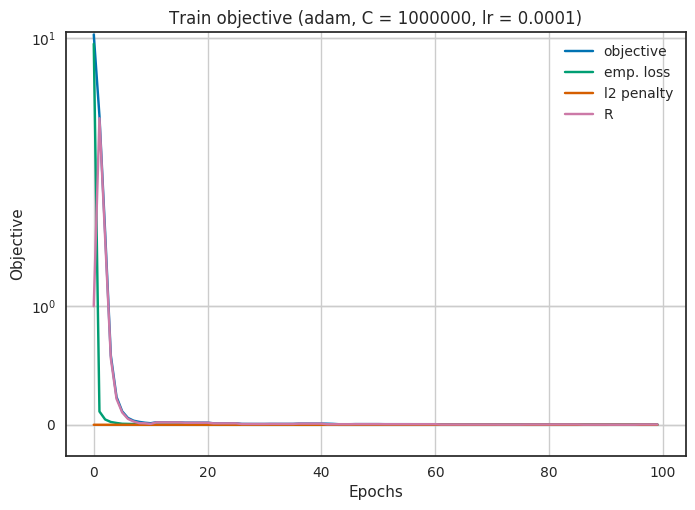 Train objective (adam, C = 1000000, lr = 0.0001)
objective
emp. loss
l2 penalty
R
Objective
10¹
10⁰
0
0 20 40 60 80 100
Epochs